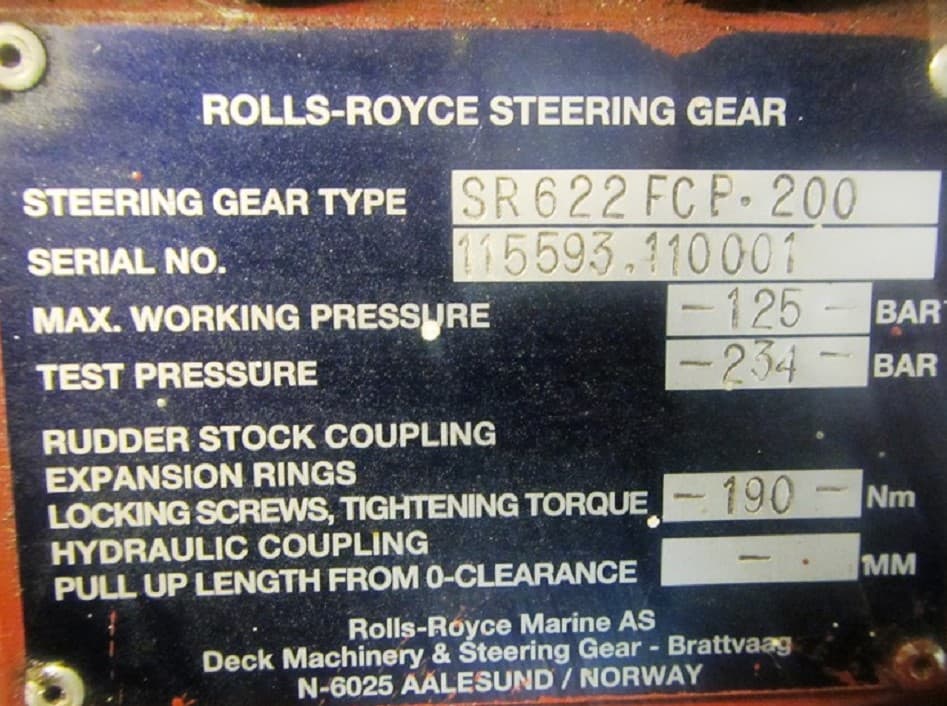 ROLLS-ROYCE STEERING GEAR
STEERING GEAR TYPE SR622FCP.200
SERIAL NO. 115593.110001
MAX. WORKING PRESSURE -125- BAR
TEST PRESSURE -234- BAR
RUDDER STOCK COUPLING
EXPANSION RINGS
LOCKING SCREWS, TIGHTENING TORQUE -190- Nm
HYDRAULIC COUPLING
PULL UP LENGTH FROM 0-CLEARANCE - MM
Rolls-Royce Marine AS
Deck Machinery & Steering Gear - Brattvaag
N-6025 AALESUND / NORWAY